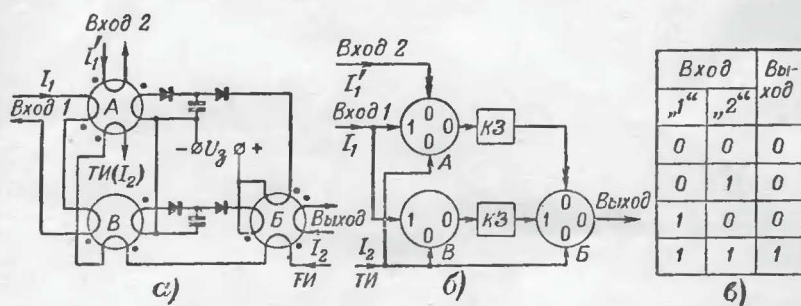 Вход 2
I₁′
I₁
Вход 1
А
ТИ(I₂)
− U₃ +
В
Б
Выход
I₂
ТИ
а)
Вход 2
I₁′
Вход 1
I₁
1 0 0 0
А
КЗ
1 0 0 0
В
КЗ
1 0 0 0
Б
Выход
I₂
ТИ
б)
Вход Вы-ход
„1“ „2“
0 0 0
0 1 0
1 0 0
1 1 1
в)